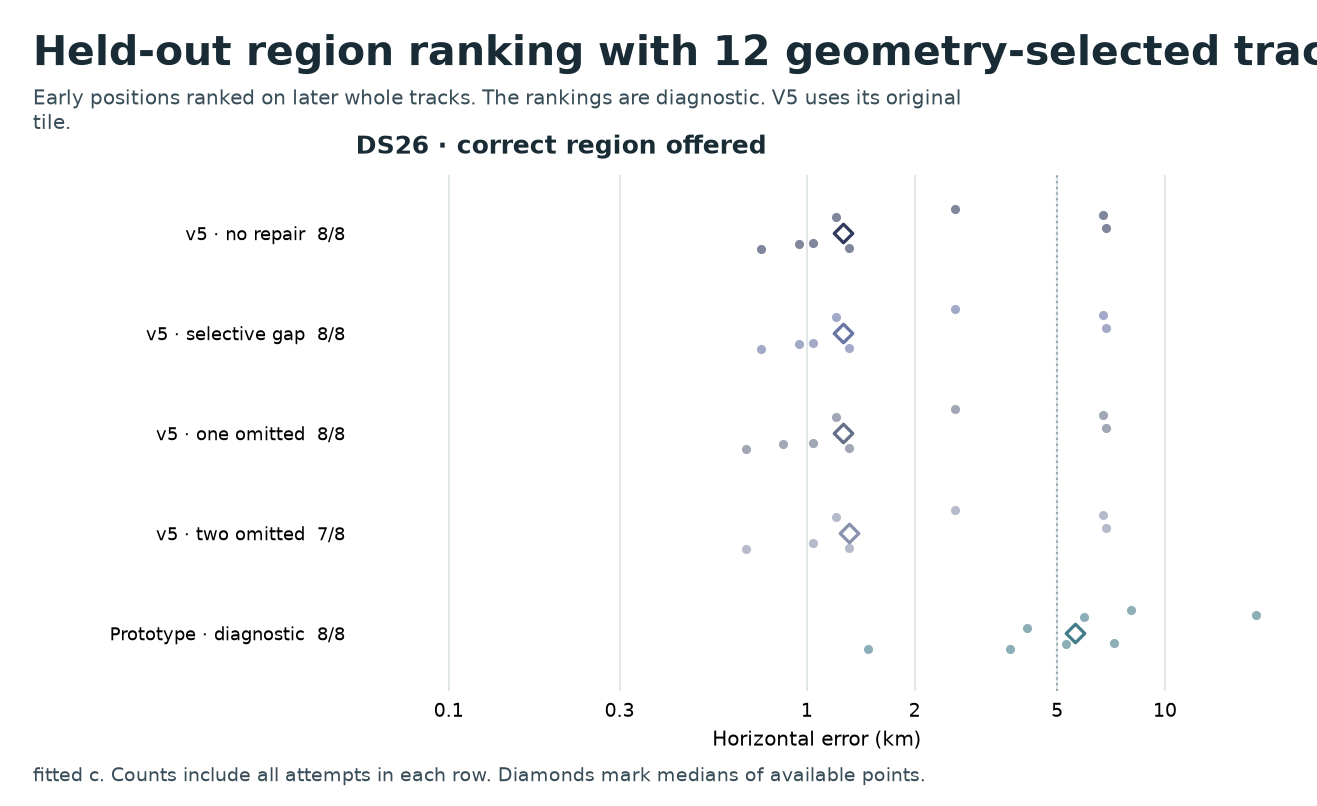 Held-out region ranking with 12 geometry-selected trac
Early positions ranked on later whole tracks. The rankings are diagnostic. V5 uses its original
tile.
DS26 · correct region offered
v5 · no repair 8/8
v5 · selective gap 8/8
v5 · one omitted 8/8
v5 · two omitted 7/8
Prototype · diagnostic 8/8
0.1 0.3 1 2 5 10
Horizontal error (km)
fitted c. Counts include all attempts in each row. Diamonds mark medians of available points.